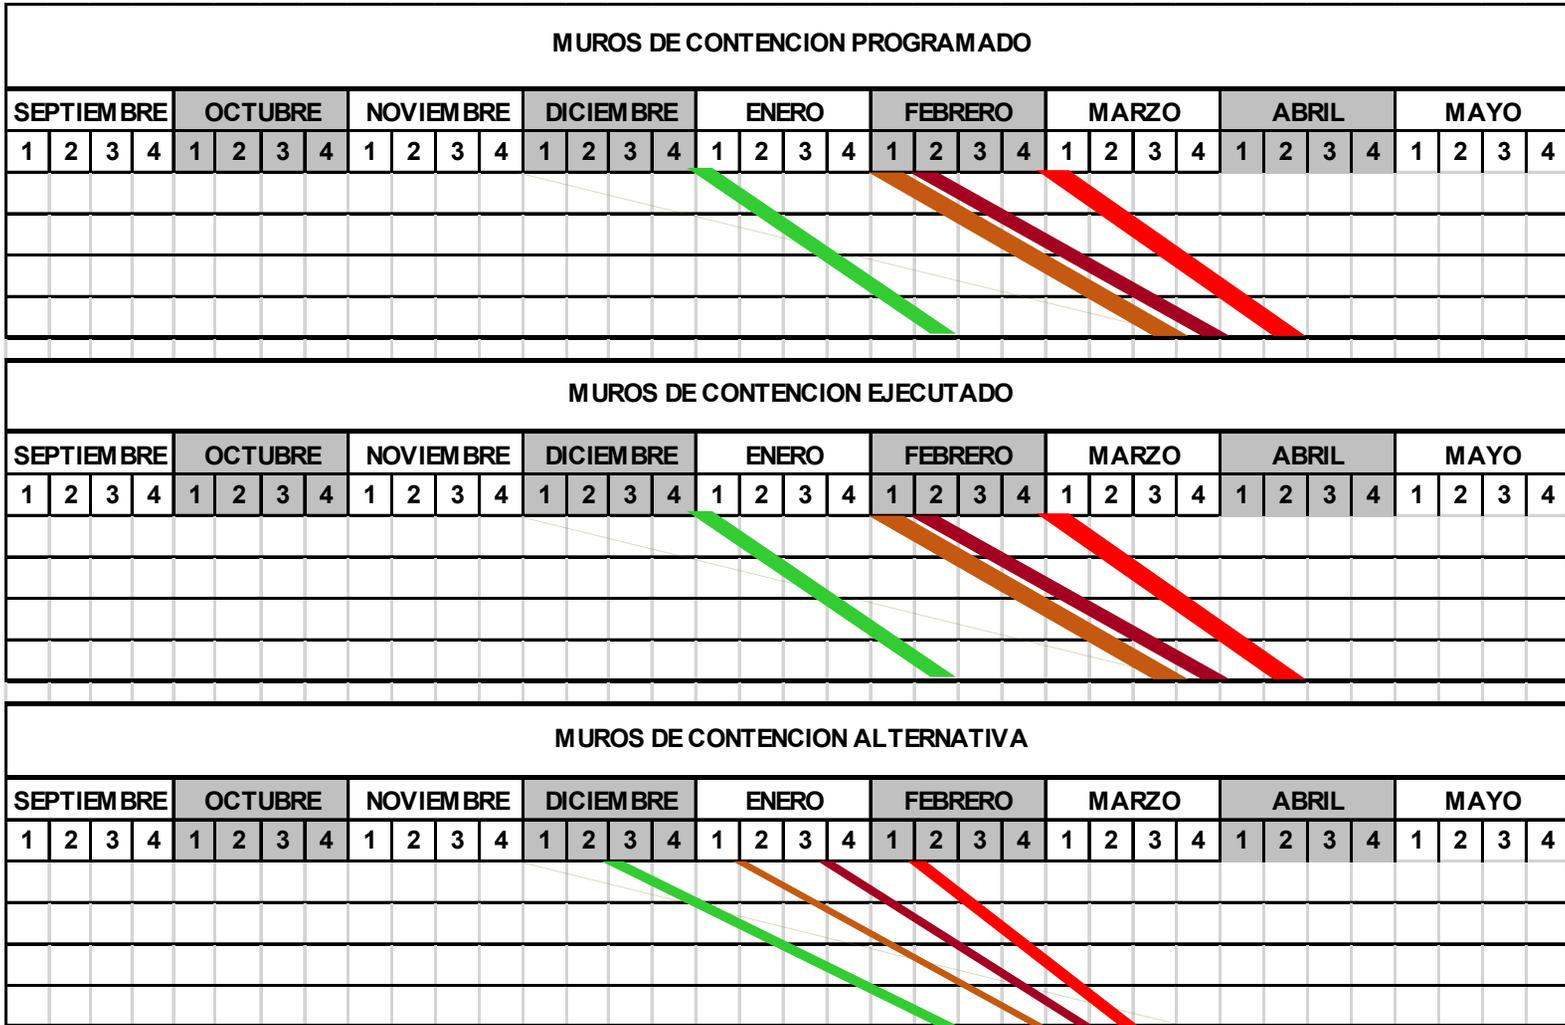 MUROS DE CONTENCION PROGRAMADO
SEPTIEMBRE OCTUBRE NOVIEMBRE DICIEMBRE ENERO FEBRERO MARZO ABRIL MAYO
1 2 3 4 1 2 3 4 1 2 3 4 1 2 3 4 1 2 3 4 1 2 3 4 1 2 3 4 1 2 3 4 1 2 3 4
MUROS DE CONTENCION EJECUTADO
SEPTIEMBRE OCTUBRE NOVIEMBRE DICIEMBRE ENERO FEBRERO MARZO ABRIL MAYO
1 2 3 4 1 2 3 4 1 2 3 4 1 2 3 4 1 2 3 4 1 2 3 4 1 2 3 4 1 2 3 4 1 2 3 4
MUROS DE CONTENCION ALTERNATIVA
SEPTIEMBRE OCTUBRE NOVIEMBRE DICIEMBRE ENERO FEBRERO MARZO ABRIL MAYO
1 2 3 4 1 2 3 4 1 2 3 4 1 2 3 4 1 2 3 4 1 2 3 4 1 2 3 4 1 2 3 4 1 2 3 4